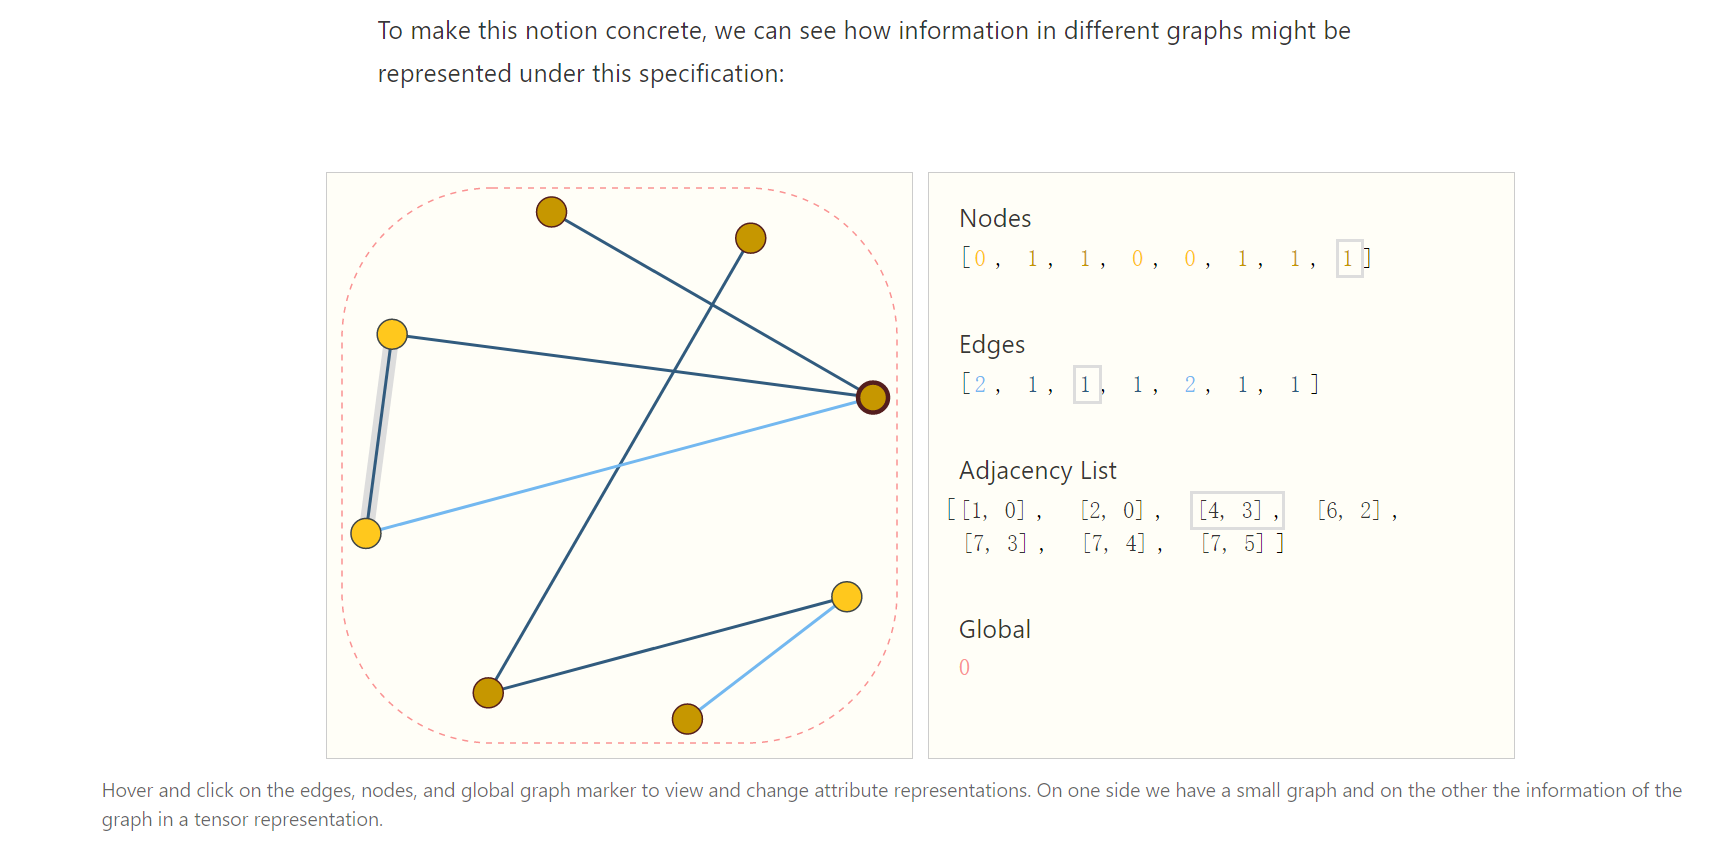 To make this notion concrete, we can see how information in different graphs might be
represented under this specification:
Nodes
[0, 1, 1, 0, 0, 1, 1, 1]
Edges
[2, 1, 1, 1, 2, 1, 1]
Adjacency List
[[1, 0], [2, 0], [4, 3], [6, 2],
[7, 3], [7, 4], [7, 5]]
Global
0
Hover and click on the edges, nodes, and global graph marker to view and change attribute representations. On one side we have a small graph and on the other the information of the
graph in a tensor representation.